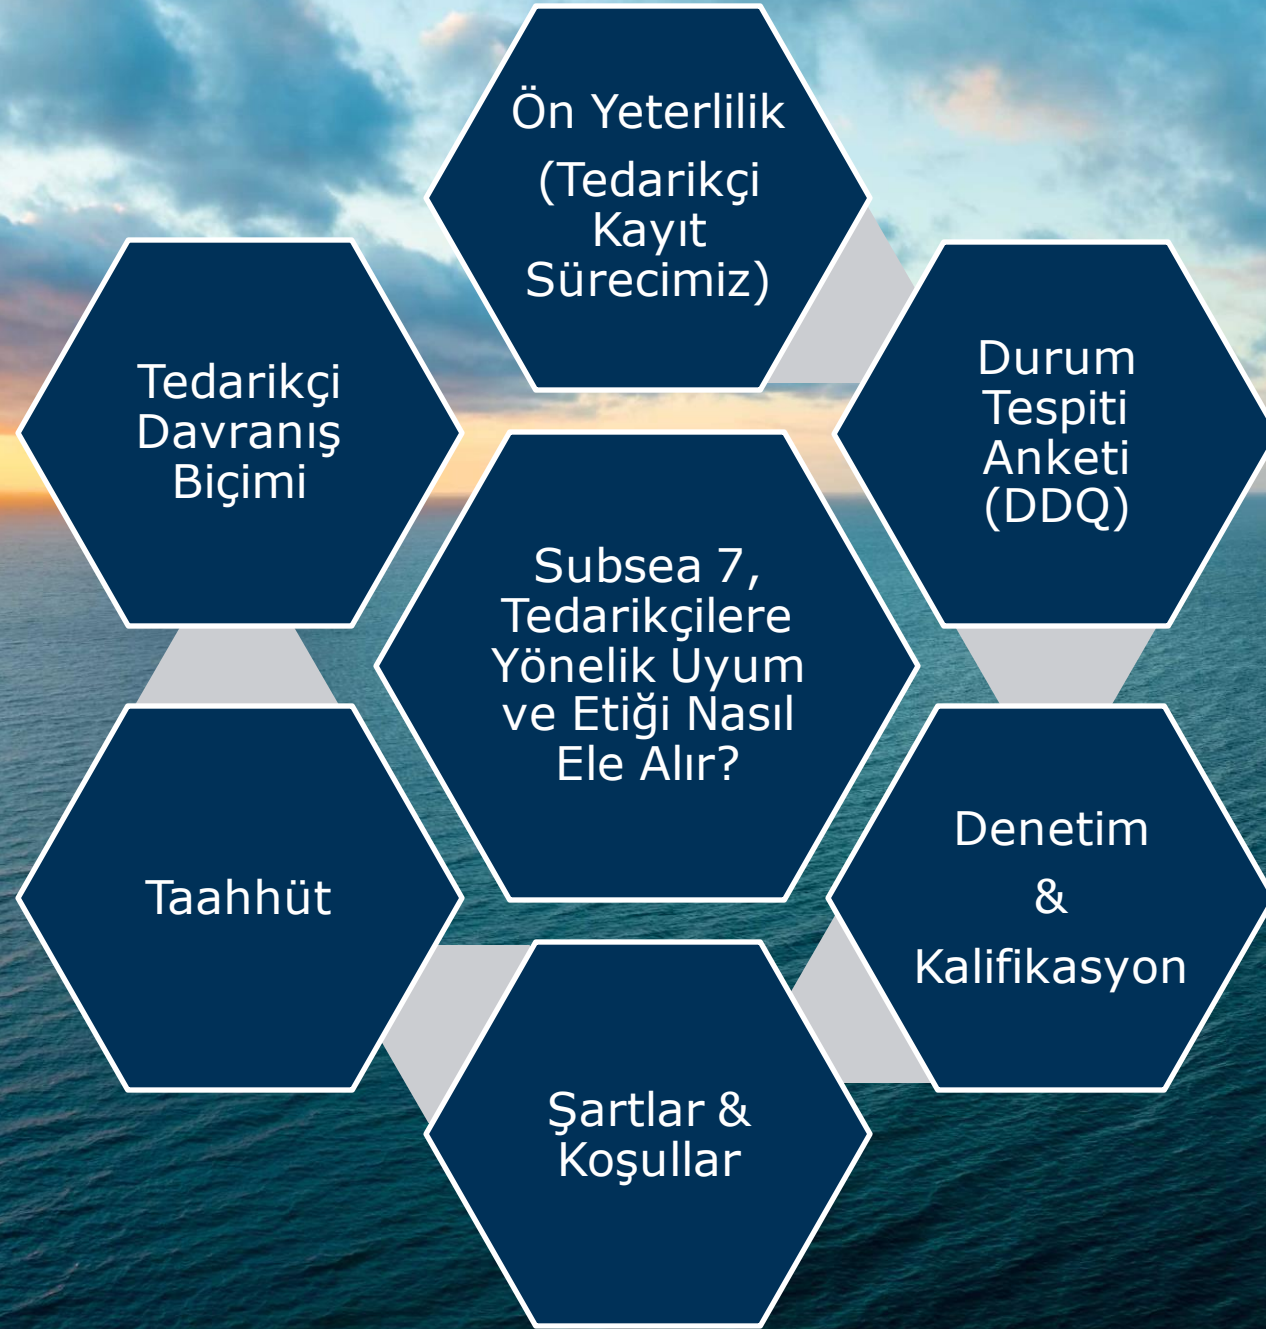 Ön Yeterlilik
(Tedarikçi
Kayıt
Sürecimiz)
Durum
Tespiti
Anketi
(DDQ)
Denetim
&
Kalifikasyon
Şartlar &
Koşullar
Taahhüt
Tedarikçi
Davranış
Biçimi
Subsea 7,
Tedarikçilere
Yönelik Uyum
ve Etiği Nasıl
Ele Alır?